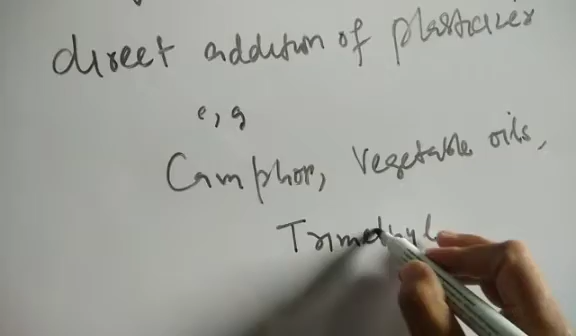 direct addition of plasticizer
e,g
Camphor, Vegetable oils,
Trimethyl